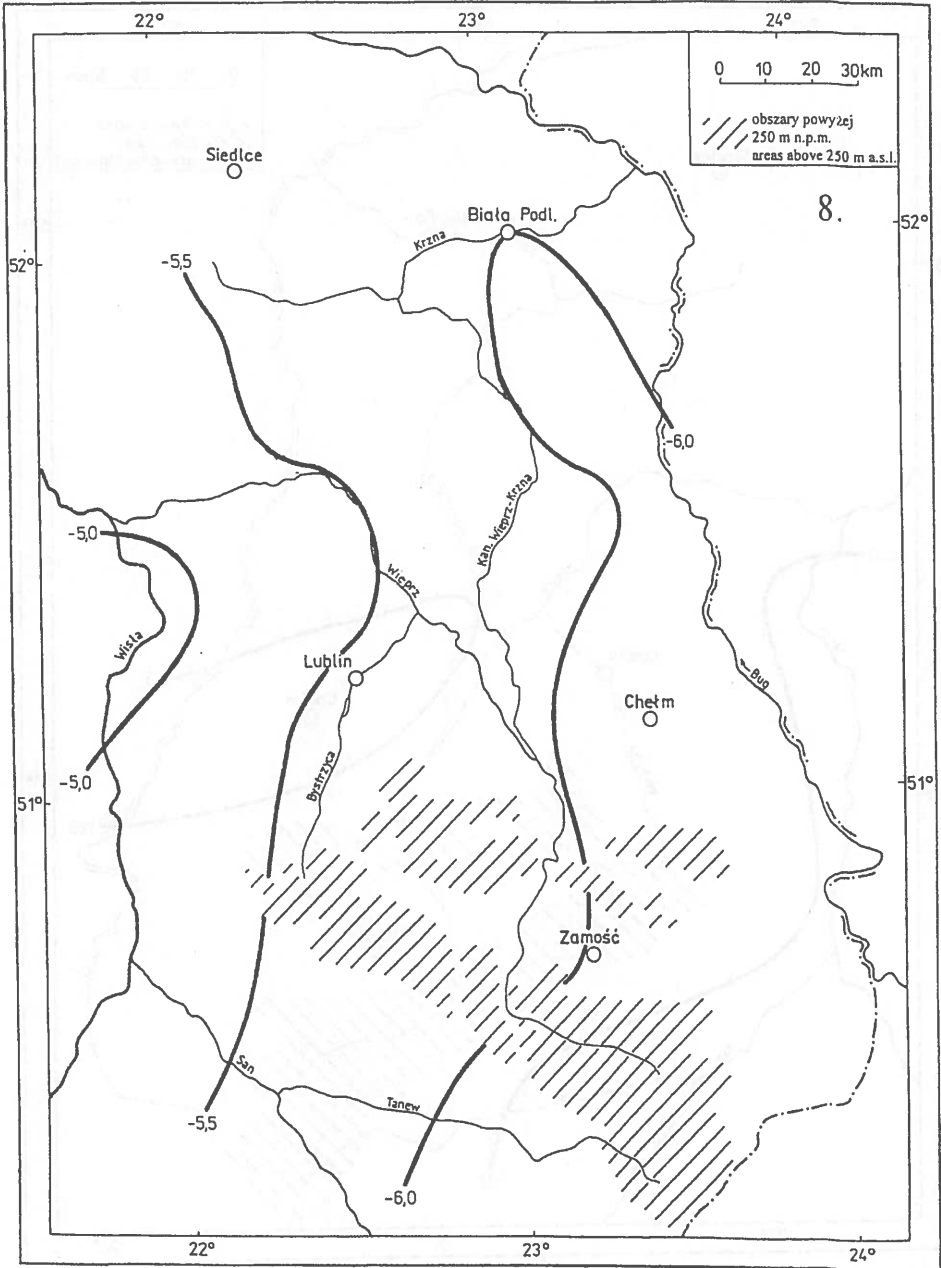 22°
23°
24°
0 10 20 30km
obszary powyżej
250 m n.p.m.
areas above 250 m a.s.l.
8.
Siedlce
Biała Podl.
Krzna
52°
52°
-5,5
-6,0
Kan. Wieprz-Krzna
-5,0
Wieprz
Wisła
Lublin
Bug
Chełm
-5,0
Bystrzyca
51°
51°
Zamość
San
Tanew
-5,5
-6,0
22°
23°
24°